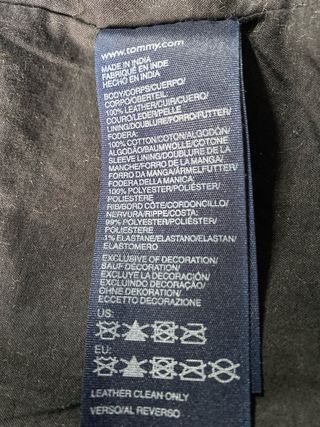 www.tommy.com
MADE IN INDIA
FABRIQUÉ EN INDE
HECHO EN INDIA
BODY/CORPS/CUERPO/
CORPO/OBERTEIL:
100% LEATHER/CUIR/CUERO/
COURO/LEDER/PELLE
LINING/DOUBLURE/FORRO/FUTTER/
FODERA:
100% COTTON/COTON/ALGODÓN/
ALGODÃO/BAUMWOLLE/COTONE
SLEEVE LINING/DOUBLURE DE LA
MANCHE/FORRO DE LA MANGA/
FORRO DA MANGA/ÄRMELFUTTER/
FODERA DELLA MANICA:
100% POLYESTER/POLIÉSTER/
POLIESTERE
RIB/BORD CÔTE/CORDONCILLO/
NERVURA/RIPPE/COSTA:
99% POLYESTER/POLIÉSTER/
POLIESTERE
1% ELASTANE/ELASTANO/ELASTAN/
ELASTOMERO
EXCLUSIVE OF DECORATION/
SAUF DECORATION/
EXCLUYE LA DECORACIÓN/
EXCLUINDO DECORAÇÃO/
OHNE DEKORATION/
ECCETTO DECORAZIONE
US:
EU:
LEATHER CLEAN ONLY
VERSO/AL REVERSO